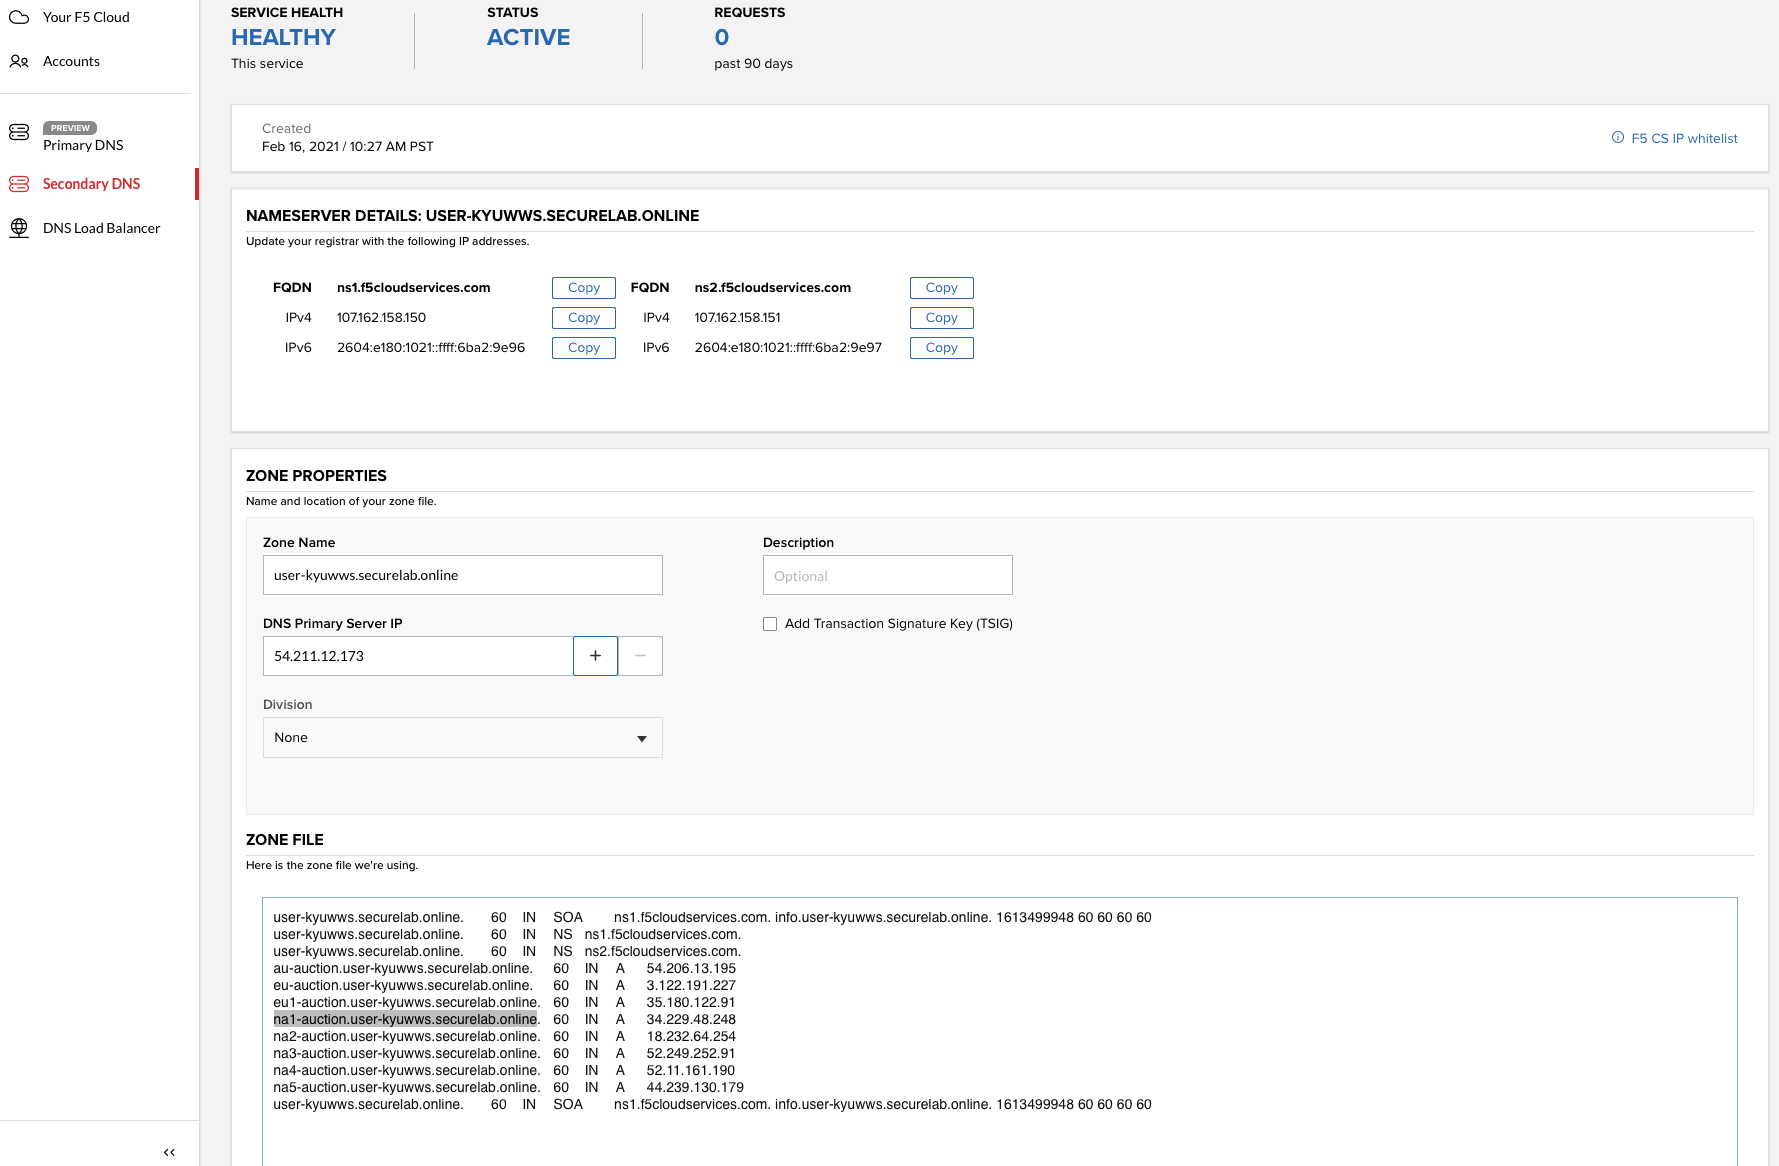 Your F5 Cloud
Accounts
PREVIEW
Primary DNS
Secondary DNS
DNS Load Balancer
SERVICE HEALTH
HEALTHY
This service
STATUS
ACTIVE
REQUESTS
0
past 90 days
Created
Feb 16, 2021 / 10:27 AM PST
F5 CS IP whitelist
NAMESERVER DETAILS: USER-KYUWWS.SECURELAB.ONLINE
Update your registrar with the following IP addresses.
FQDN ns1.f5cloudservices.com Copy FQDN ns2.f5cloudservices.com Copy
IPv4 107.162.158.150 Copy IPv4 107.162.158.151 Copy
IPv6 2604:e180:1021::ffff:6ba2:9e96 Copy IPv6 2604:e180:1021::ffff:6ba2:9e97 Copy
ZONE PROPERTIES
Name and location of your zone file.
Zone Name
user-kyuwws.securelab.online
Description
Optional
DNS Primary Server IP
54.211.12.173 + −
Add Transaction Signature Key (TSIG)
Division
None
ZONE FILE
Here is the zone file we're using.
user-kyuwws.securelab.online. 60 IN SOA ns1.f5cloudservices.com. info.user-kyuwws.securelab.online. 1613499948 60 60 60 60
user-kyuwws.securelab.online. 60 IN NS ns1.f5cloudservices.com.
user-kyuwws.securelab.online. 60 IN NS ns2.f5cloudservices.com.
au-auction.user-kyuwws.securelab.online. 60 IN A 54.206.13.195
eu-auction.user-kyuwws.securelab.online. 60 IN A 3.122.191.227
eu1-auction.user-kyuwws.securelab.online. 60 IN A 35.180.122.91
na1-auction.user-kyuwws.securelab.online. 60 IN A 34.229.48.248
na2-auction.user-kyuwws.securelab.online. 60 IN A 18.232.64.254
na3-auction.user-kyuwws.securelab.online. 60 IN A 52.249.252.91
na4-auction.user-kyuwws.securelab.online. 60 IN A 52.11.161.190
na5-auction.user-kyuwws.securelab.online. 60 IN A 44.239.130.179
user-kyuwws.securelab.online. 60 IN SOA ns1.f5cloudservices.com. info.user-kyuwws.securelab.online. 1613499948 60 60 60 60